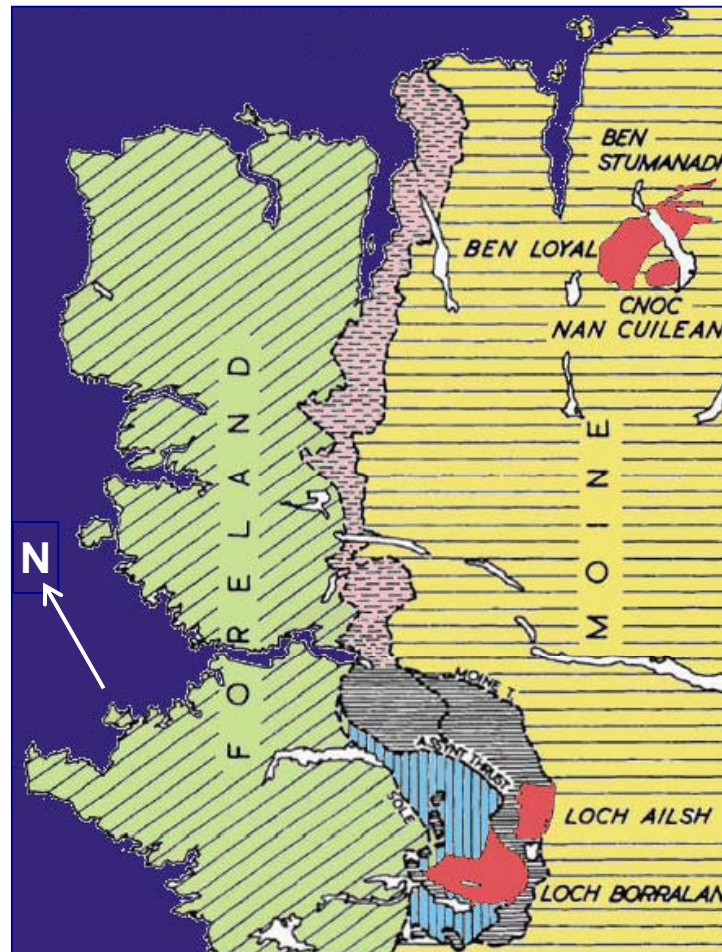 BEN
STUMANADH
BEN LOYAL
CNOC
NAN CUILEAN
FORELAND
MOINE
N
MOINE T.
ASSYNT THRUST
SOLE
LOCH AILSH
LOCH BORRALAN